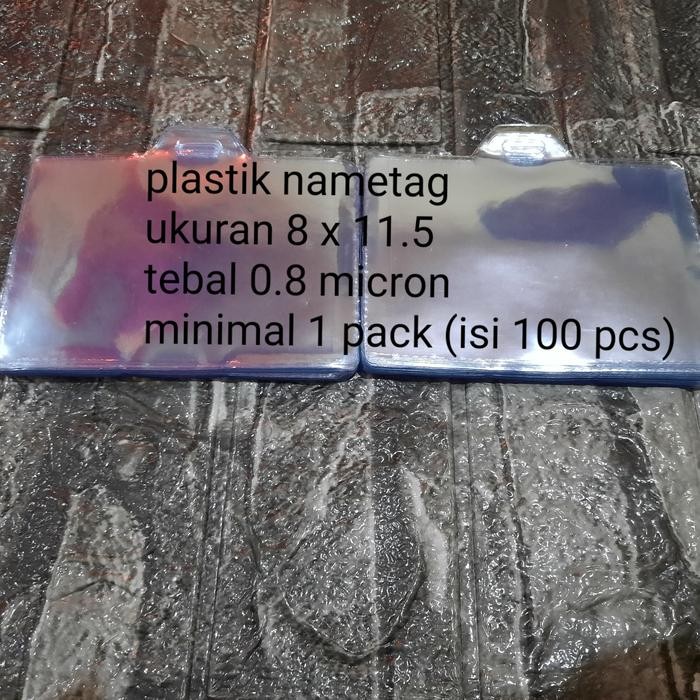 plastik nametag
ukuran 8 x 11.5
tebal 0.8 micron
minimal 1 pack (isi 100 pcs)